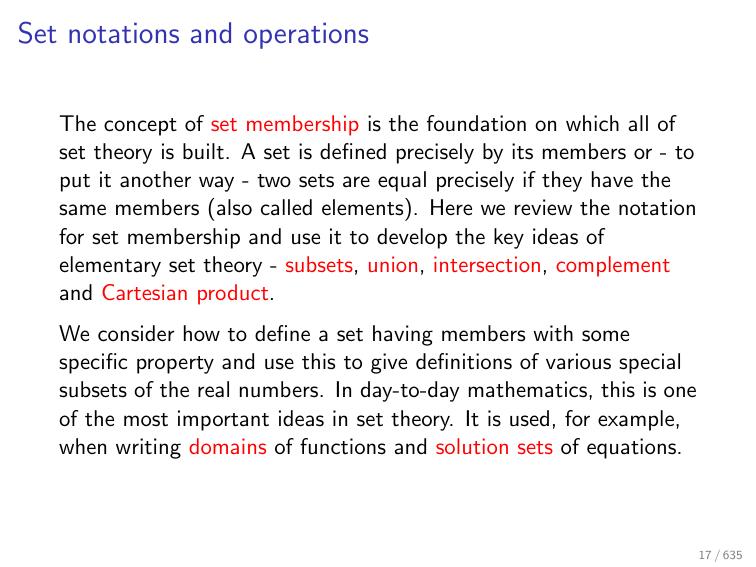 Set notations and operations
The concept of set membership is the foundation on which all of
set theory is built. A set is defined precisely by its members or - to
put it another way - two sets are equal precisely if they have the
same members (also called elements). Here we review the notation
for set membership and use it to develop the key ideas of
elementary set theory - subsets, union, intersection, complement
and Cartesian product.
We consider how to define a set having members with some
specific property and use this to give definitions of various special
subsets of the real numbers. In day-to-day mathematics, this is one
of the most important ideas in set theory. It is used, for example,
when writing domains of functions and solution sets of equations.
17 / 635